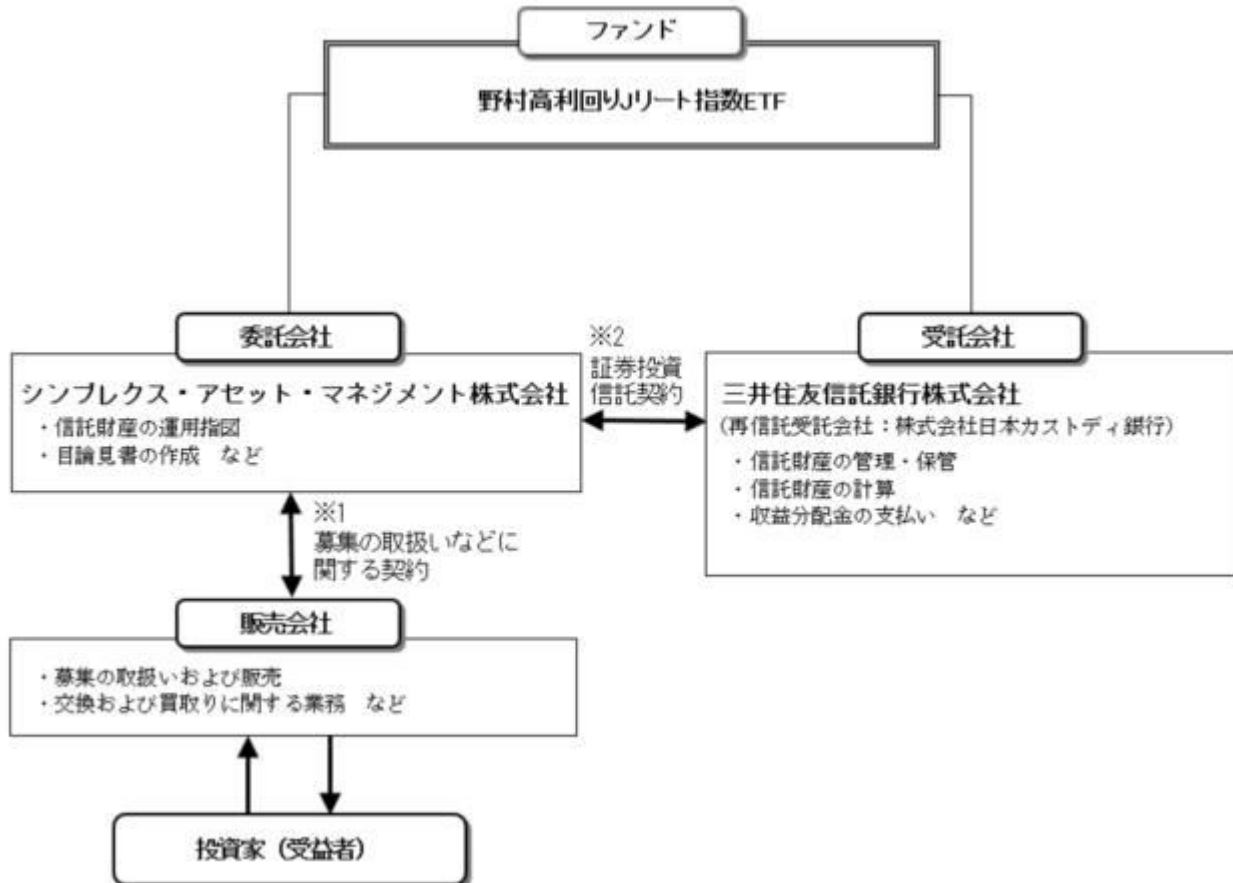 ファンド
野村高利回りJリート指数ETF
委託会社
シンプレクス・アセット・マネジメント株式会社
・信託財産の運用指図
・目論見書の作成　など
※2
証券投資
信託契約
受託会社
三井住友信託銀行株式会社
(再信託受託会社：株式会社日本カストディ銀行)
・信託財産の管理・保管
・信託財産の計算
・収益分配金の支払い　など
※1
募集の取扱いなどに
関する契約
販売会社
・募集の取扱いおよび販売
・交換および買取りに関する業務　など
投資家（受益者）